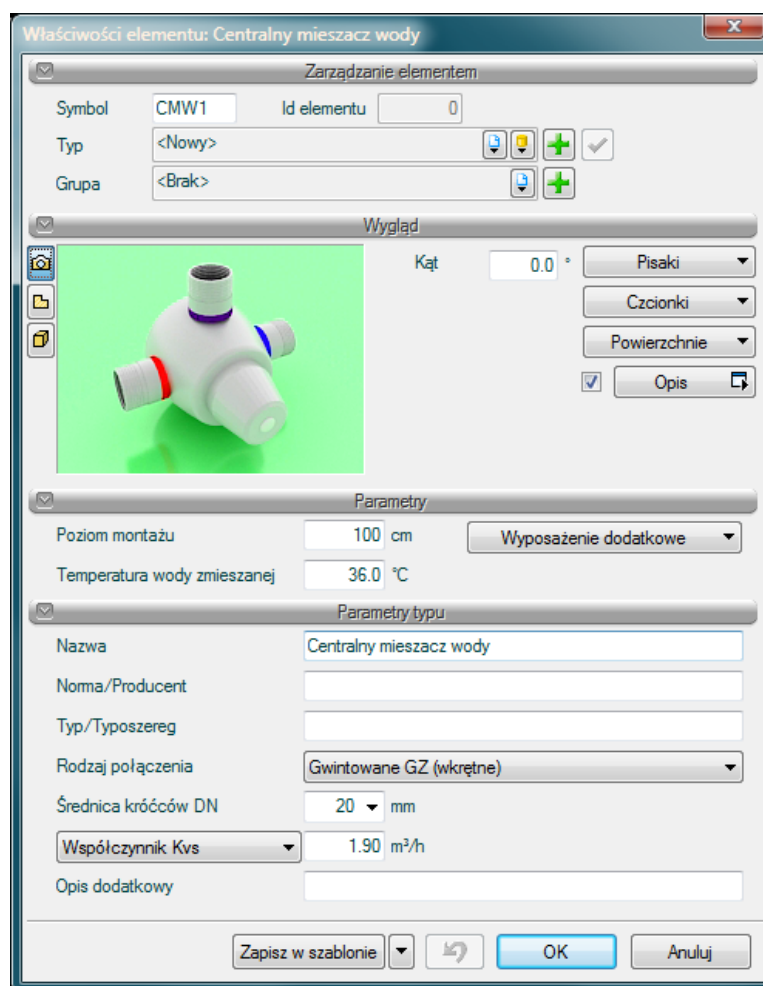 Właściwości elementu: Centralny mieszacz wody
Zarządzanie elementem
Symbol CMW1 Id elementu 0
Typ <Nowy>
Grupa <Brak>
Wygląd
Kąt 0.0 ° Pisaki
Czcionki
Powierzchnie
Opis
Parametry
Poziom montażu 100 cm Wyposażenie dodatkowe
Temperatura wody zmieszanej 36.0 °C
Parametry typu
Nazwa Centralny mieszacz wody
Norma/Producent
Typ/Typoszereg
Rodzaj połączenia Gwintowane GZ (wkrętne)
Średnica króćców DN 20 mm
Współczynnik Kvs 1.90 m³/h
Opis dodatkowy
Zapisz w szablonie OK Anuluj